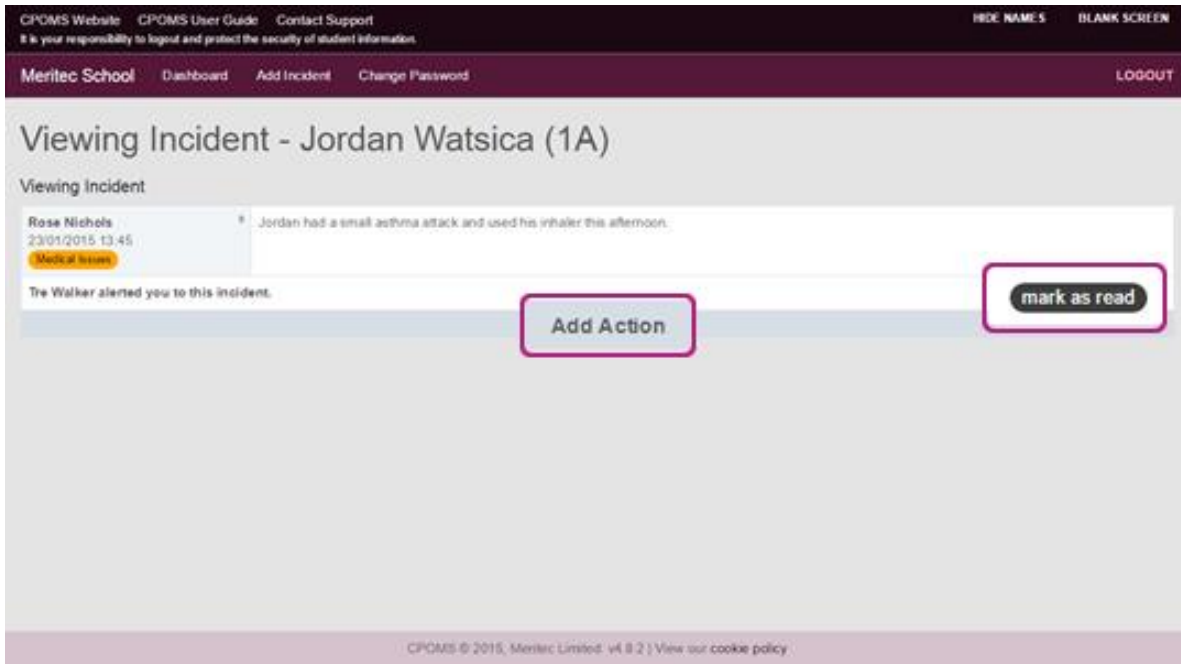 CPOMS Website CPOMS User Guide Contact Support HIDE NAMES BLANK SCREEN
It is your responsibility to logout and protect the security of student information.
Meritec School Dashboard Add Incident Change Password LOGOUT
Viewing Incident - Jordan Watsica (1A)
Viewing Incident
Rose Nichols
23/01/2015 13:45
Medical Issues
Jordan had a small asthma attack and used his inhaler this afternoon.
Tre Walker alerted you to this incident.
mark as read
Add Action
CPOMS © 2015, Meritec Limited. v4.8.2 | View our cookie policy